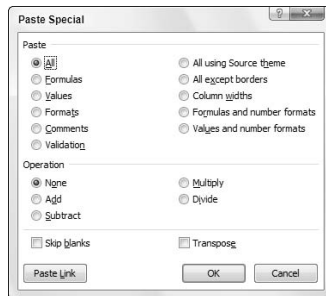 Paste Special
Paste
All
All using Source theme
Formulas
All except borders
Values
Column widths
Formats
Formulas and number formats
Comments
Values and number formats
Validation
Operation
None
Multiply
Add
Divide
Subtract
Skip blanks
Transpose
Paste Link
OK
Cancel